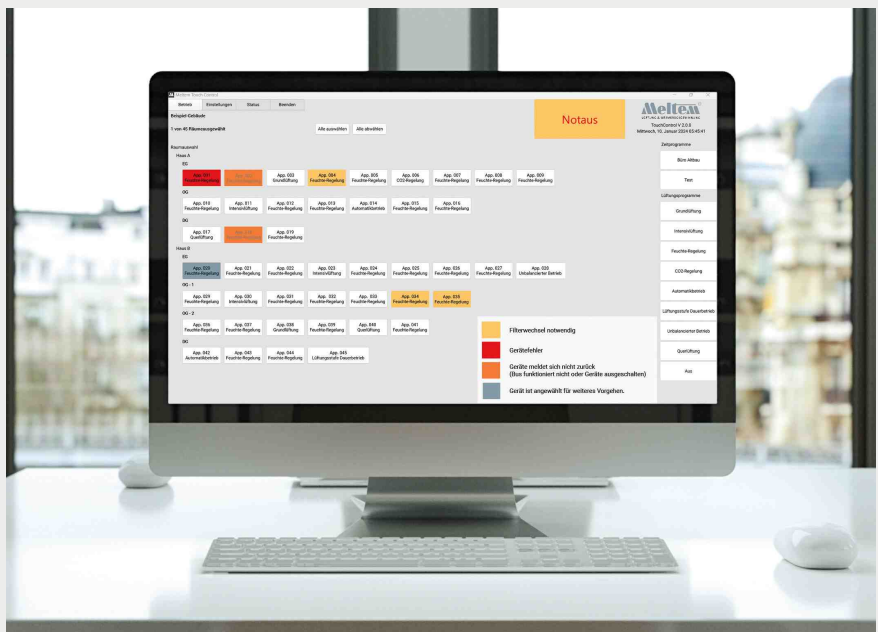 Meltem Touch Control
Betrieb Einstellungen Status Beenden
Beispiel-Gebäude
1 von 45 Räumeausgewählt
Alle auswählen Alle abwählen
Notaus
Meltem
LÜFTUNG & WÄRMERÜCKGEWINNUNG
TouchControl V 2.0.8
Mittwoch, 10. Januar 2024 05:45:41
Raumauswahl
Haus A
EG
App. 001 App. 002 App. 003 App. 004 App. 005 App. 006 App. 007 App. 008 App. 009
Feuchte-Regelung Grundlüftung Feuchte-Regelung Feuchte-Regelung CO2-Regelung Feuchte-Regelung Feuchte-Regelung Feuchte-Regelung
OG
App. 010 App. 011 App. 012 App. 013 App. 014 App. 015 App. 016
Feuchte-Regelung Intensivlüftung Feuchte-Regelung Feuchte-Regelung Automatikbetrieb Feuchte-Regelung Feuchte-Regelung
DG
App. 017 App. 018 App. 019
Querlüftung Feuchte-Regelung
Haus B
EG
App. 020 App. 021 App. 022 App. 023 App. 024 App. 025 App. 026 App. 027 App. 028
Feuchte-Regelung Feuchte-Regelung Feuchte-Regelung Intensivlüftung Feuchte-Regelung Feuchte-Regelung Feuchte-Regelung Feuchte-Regelung Unbalancierter Betrieb
OG - 1
App. 029 App. 030 App. 031 App. 032 App. 033 App. 034 App. 035
Feuchte-Regelung Intensivlüftung Feuchte-Regelung Feuchte-Regelung Feuchte-Regelung Feuchte-Regelung Feuchte-Regelung
OG - 2
App. 036 App. 037 App. 038 App. 039 App. 040 App. 041
Feuchte-Regelung Feuchte-Regelung Grundlüftung Feuchte-Regelung Querlüftung Feuchte-Regelung
DG
App. 042 App. 043 App. 044 App. 045
Automatikbetrieb Feuchte-Regelung Feuchte-Regelung Lüftungsstufe Dauerbetrieb
Filterwechsel notwendig
Gerätefehler
Geräte meldet sich nicht zurück
(Bus funktioniert nicht oder Geräte ausgeschalten)
Gerät ist angewählt für weiteres Vorgehen.
Zeitprogramme
Büro Altbau
Test
Lüftungsprogramme
Grundlüftung
Intensivlüftung
Feuchte-Regelung
CO2-Regelung
Automatikbetrieb
Lüftungsstufe Dauerbetrieb
Unbalancierter Betrieb
Querlüftung
Aus